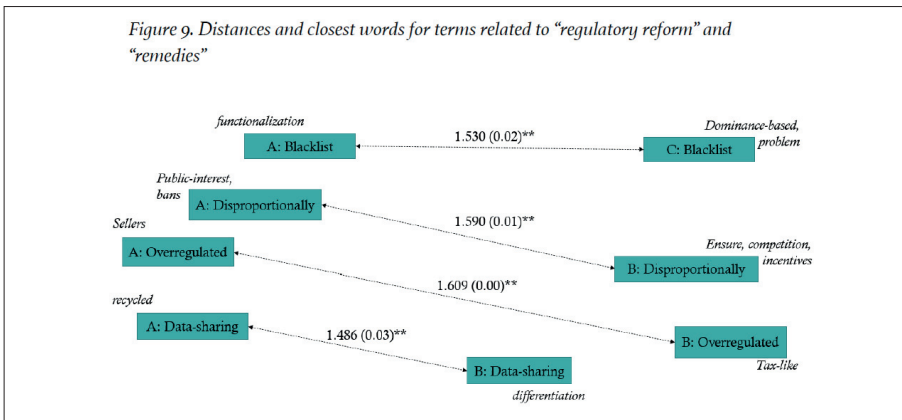 Figure 9. Distances and closest words for terms related to “regulatory reform” and
“remedies”
functionalization
A: Blacklist
1.530 (0.02)**
Dominance-based,
problem
C: Blacklist
Public-interest,
bans
A: Disproportionally
1.590 (0.01)**
Ensure, competition,
incentives
B: Disproportionally
Sellers
A: Overregulated
1.609 (0.00)**
B: Overregulated
Tax-like
recycled
A: Data-sharing
1.486 (0.03)**
B: Data-sharing
differentiation